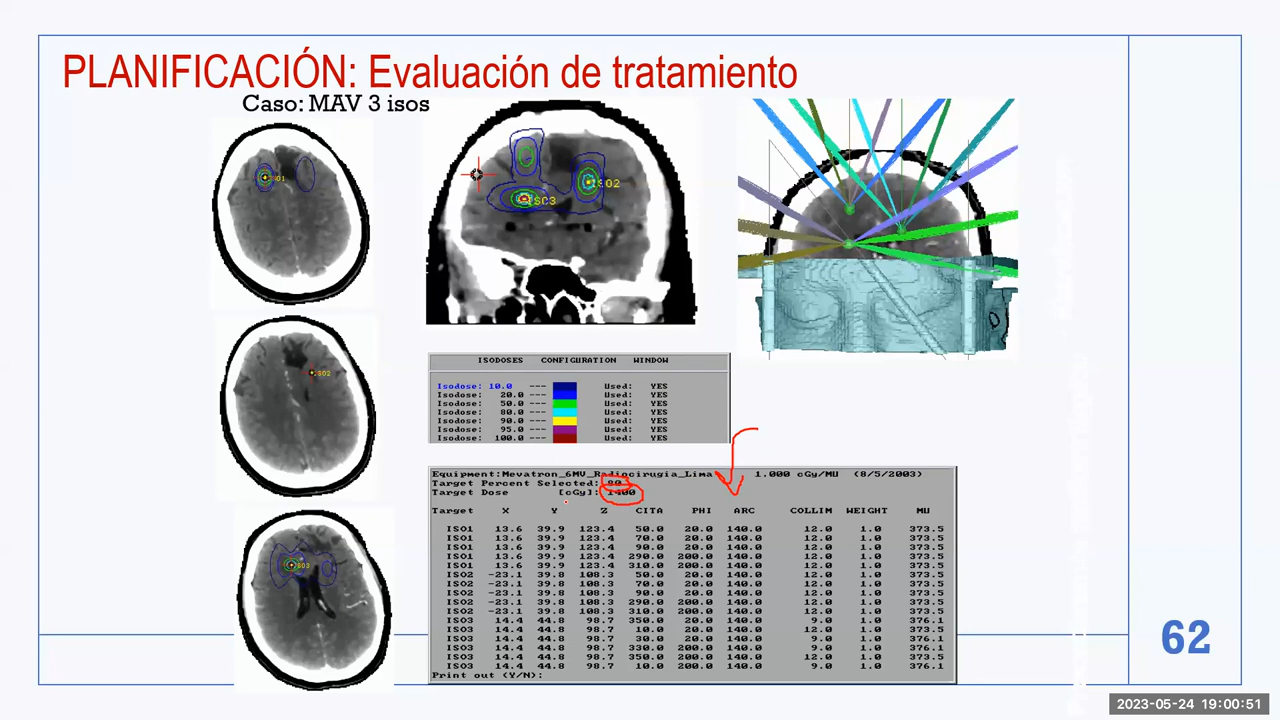 PLANIFICACIÓN: Evaluación de tratamiento
Caso: MAV 3 isos
ISO1
ISO2
ISO3
ISO2
ISO3
ISODOSES CONFIGURATION WINDOW
Isodose: 10.0 --- Used: YES
Isodose: 20.0 --- Used: YES
Isodose: 50.0 --- Used: YES
Isodose: 80.0 --- Used: YES
Isodose: 90.0 --- Used: YES
Isodose: 95.0 --- Used: YES
Isodose: 100.0 --- Used: YES
Equipment:Mevatron_6MV_Radiocirugia_Lima 1.000 cGy/MU (8/5/2003)
Target Percent Selected: 80
Target Dose [cGy]: 1400
Target X Y Z CITA PHI ARC COLLIM WEIGHT MU
ISO1 13.6 39.9 123.4 50.0 20.0 140.0 12.0 1.0 373.5
ISO1 13.6 39.9 123.4 70.0 20.0 140.0 12.0 1.0 373.5
ISO1 13.6 39.9 123.4 90.0 20.0 140.0 12.0 1.0 373.5
ISO1 13.6 39.9 123.4 290.0 200.0 140.0 12.0 1.0 373.5
ISO1 13.6 39.9 123.4 310.0 200.0 140.0 12.0 1.0 373.5
ISO2 -23.1 39.8 108.3 50.0 20.0 140.0 12.0 1.0 373.5
ISO2 -23.1 39.8 108.3 70.0 20.0 140.0 12.0 1.0 373.5
ISO2 -23.1 39.8 108.3 90.0 20.0 140.0 12.0 1.0 373.5
ISO2 -23.1 39.8 108.3 290.0 200.0 140.0 12.0 1.0 373.5
ISO2 -23.1 39.8 108.3 310.0 200.0 140.0 12.0 1.0 373.5
ISO3 14.4 44.8 98.7 350.0 20.0 140.0 9.0 1.0 376.1
ISO3 14.4 44.8 98.7 10.0 20.0 140.0 12.0 1.0 373.5
ISO3 14.4 44.8 98.7 30.0 20.0 140.0 9.0 1.0 376.1
ISO3 14.4 44.8 98.7 330.0 200.0 140.0 9.0 1.0 376.1
ISO3 14.4 44.8 98.7 350.0 200.0 140.0 12.0 1.0 373.5
ISO3 14.4 44.8 98.7 10.0 200.0 140.0 9.0 1.0 376.1
Print out (Y/N):
62
2023-05-24 19:00:51